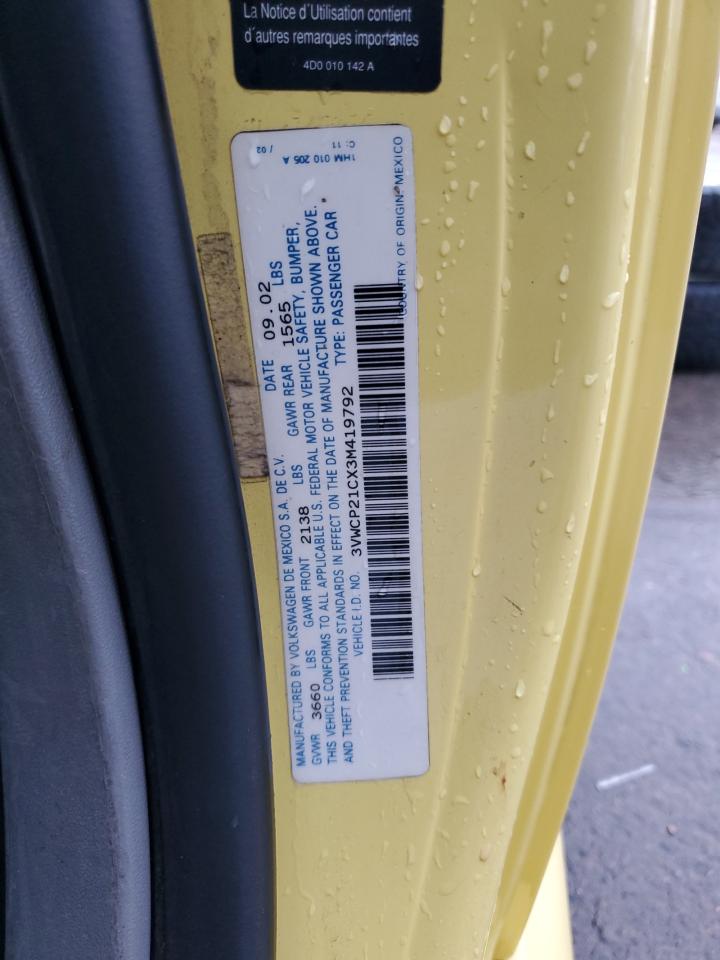 La Notice d'Utilisation contient
d'autres remarques importantes
4D0 010 142 A
MANUFACTURED BY VOLKSWAGEN DE MEXICO S.A. DE C.V. DATE 09.02
GVWR 3660 LBS GAWR FRONT 2138 LBS GAWR REAR 1565 LBS
THIS VEHICLE CONFORMS TO ALL APPLICABLE U.S. FEDERAL MOTOR VEHICLE SAFETY, BUMPER,
AND THEFT PREVENTION STANDARDS IN EFFECT ON THE DATE OF MANUFACTURE SHOWN ABOVE.
VEHICLE I.D. NO. 3VWCP21CX3M419792 TYPE: PASSENGER CAR
COUNTRY OF ORIGIN: MEXICO
1HM 010 205 A
C: 11 / 02